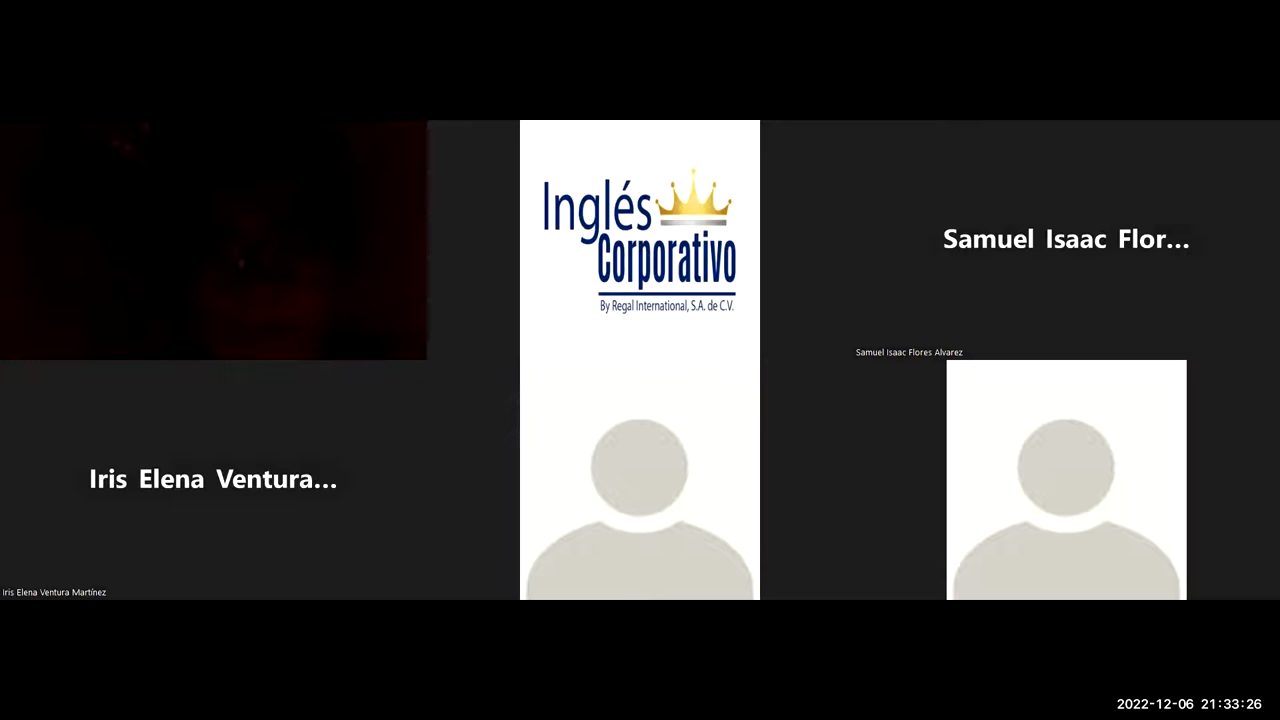 Inglés
Corporativo
By Regal International, S.A. de C.V.
Samuel Isaac Flor...
Samuel Isaac Flores Alvarez
Iris Elena Ventura...
Iris Elena Ventura Martínez
2022-12-06 21:33:26